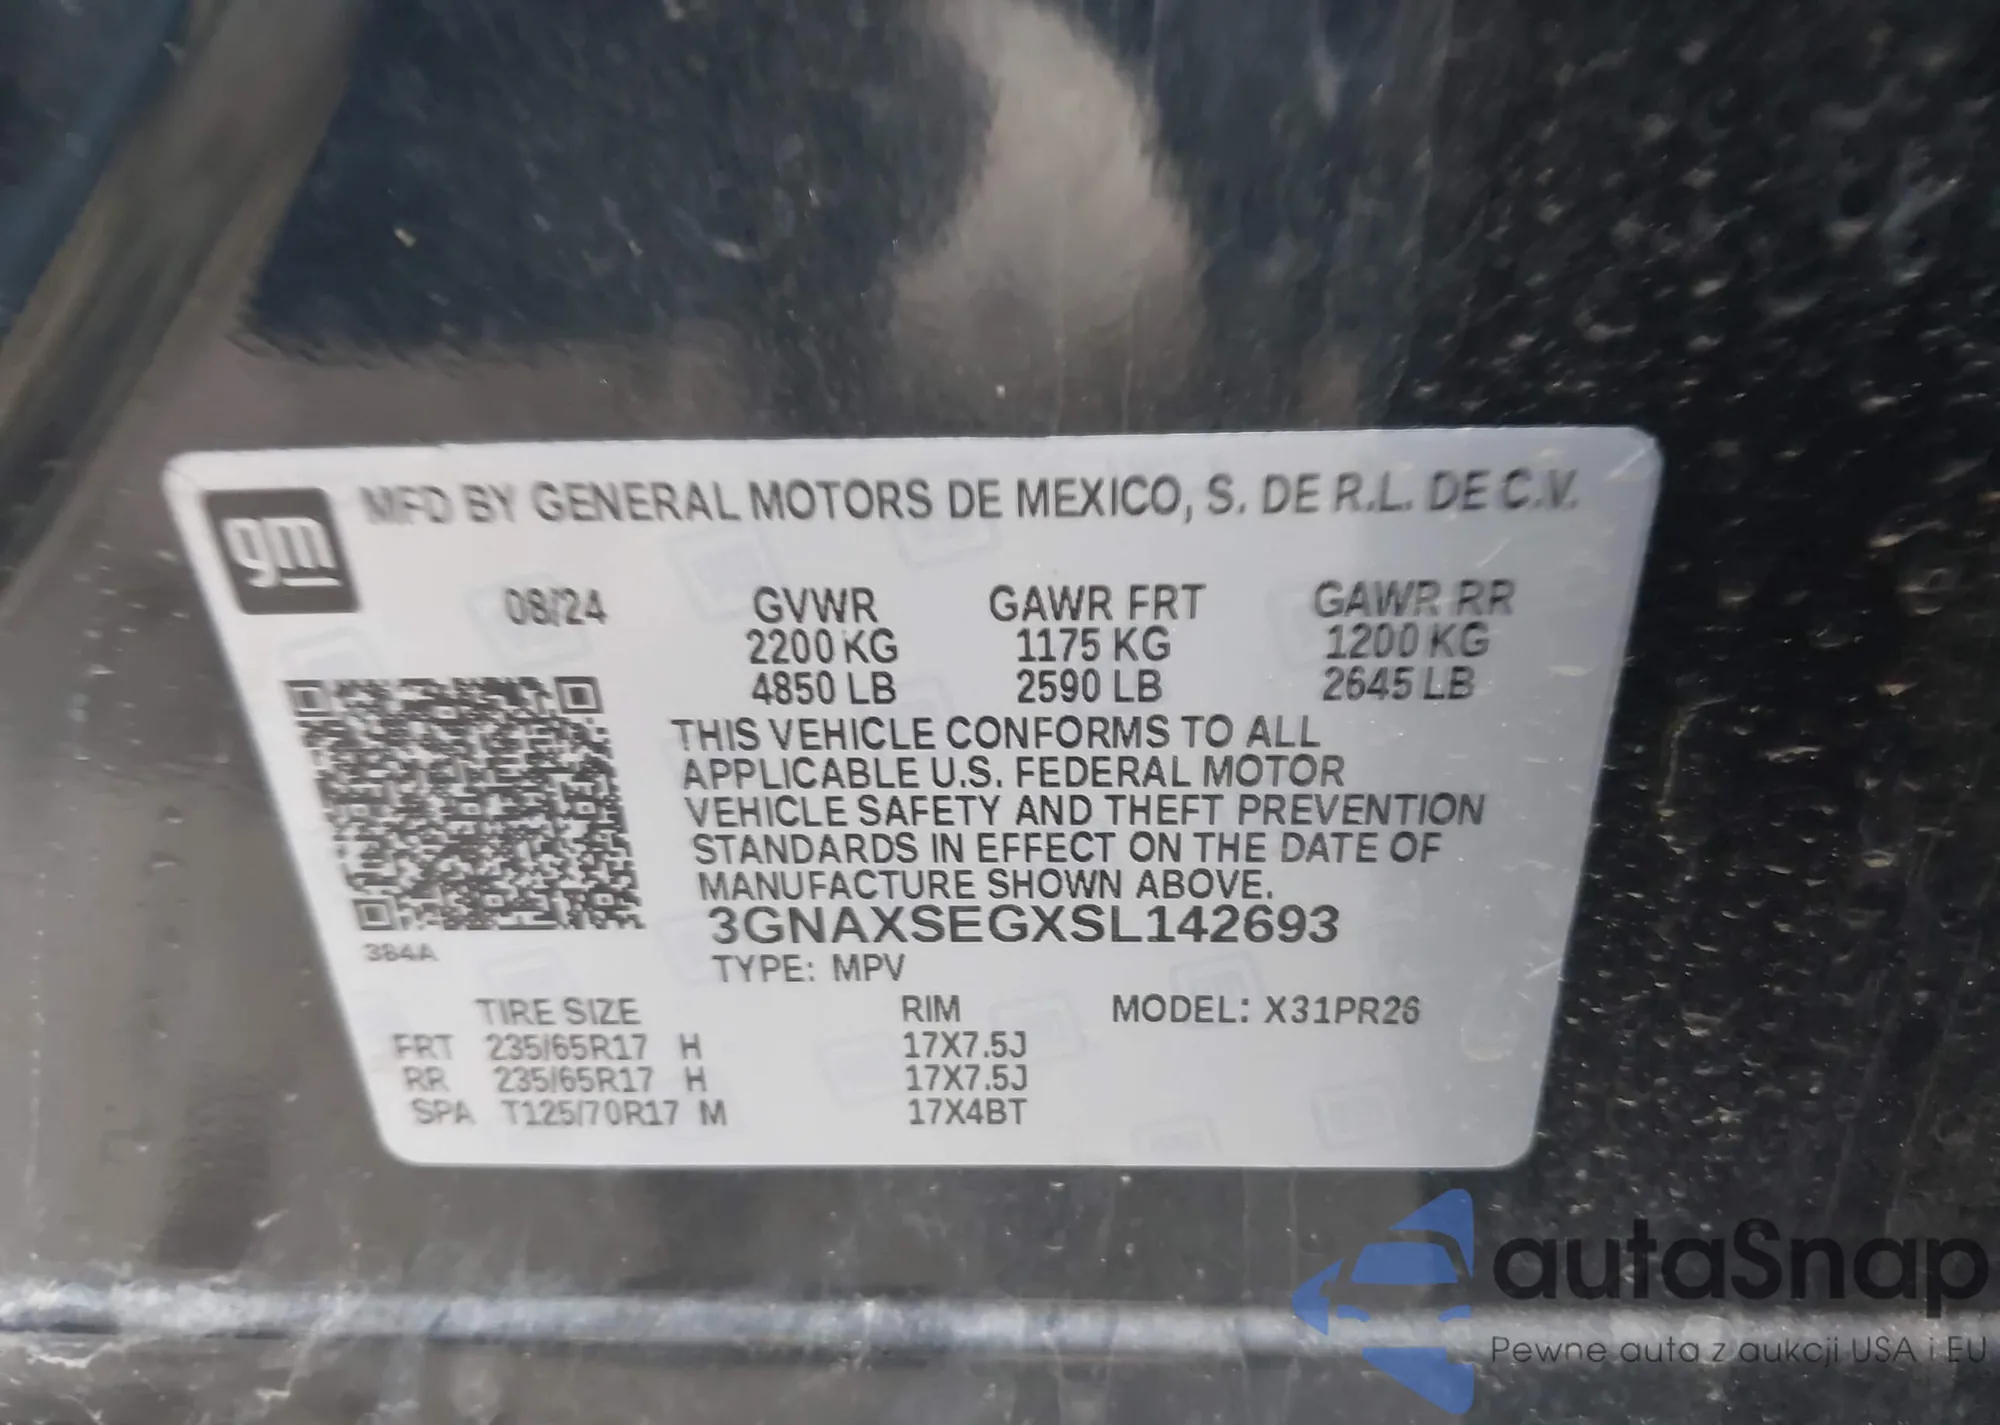 gm
MFD BY GENERAL MOTORS DE MEXICO, S. DE R.L. DE C.V.
08/24 GVWR GAWR FRT GAWR RR
2200 KG 1175 KG 1200 KG
4850 LB 2590 LB 2645 LB
THIS VEHICLE CONFORMS TO ALL
APPLICABLE U.S. FEDERAL MOTOR
VEHICLE SAFETY AND THEFT PREVENTION
STANDARDS IN EFFECT ON THE DATE OF
MANUFACTURE SHOWN ABOVE.
3GNAXSEGXSL142693
384A
TYPE: MPV
TIRE SIZE RIM MODEL: X31PR26
FRT 235/65R17 H 17X7.5J
RR 235/65R17 H 17X7.5J
SPA T125/70R17 M 17X4BT
autaSnap
Pewne auta z aukcji USA i EU